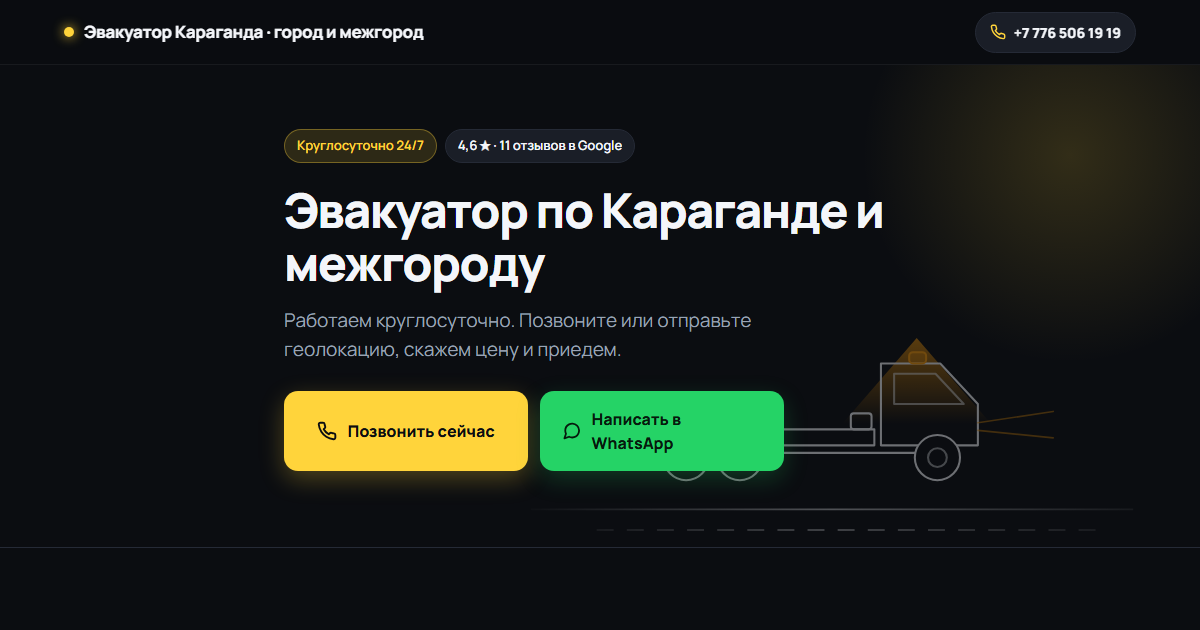 Эвакуатор Караганда · город и межгород
+7 776 506 19 19
Круглосуточно 24/7
4,6 ★ · 11 отзывов в Google
Эвакуатор по Караганде и
межгороду
Работаем круглосуточно. Позвоните или отправьте
геолокацию, скажем цену и приедем.
Позвонить сейчас
Написать в
WhatsApp